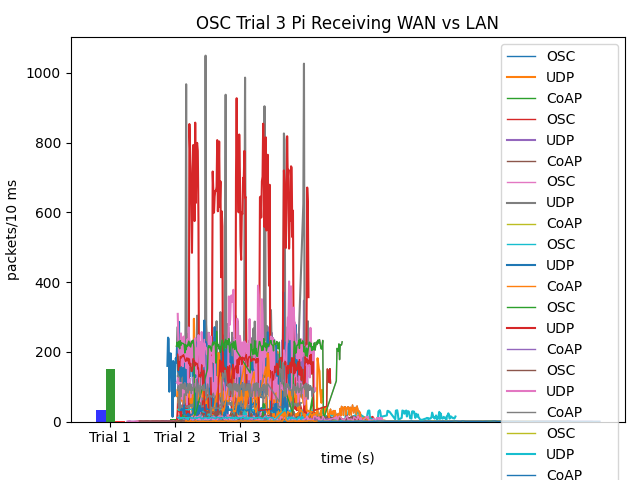 OSC Trial 3 Pi Receiving WAN vs LAN
packets/10 ms
1000
800
600
400
200
0
Trial 1
Trial 2
Trial 3
time (s)
OSC
UDP
CoAP
OSC
UDP
CoAP
OSC
UDP
CoAP
OSC
UDP
CoAP
OSC
UDP
CoAP
OSC
UDP
CoAP
OSC
UDP
CoAP